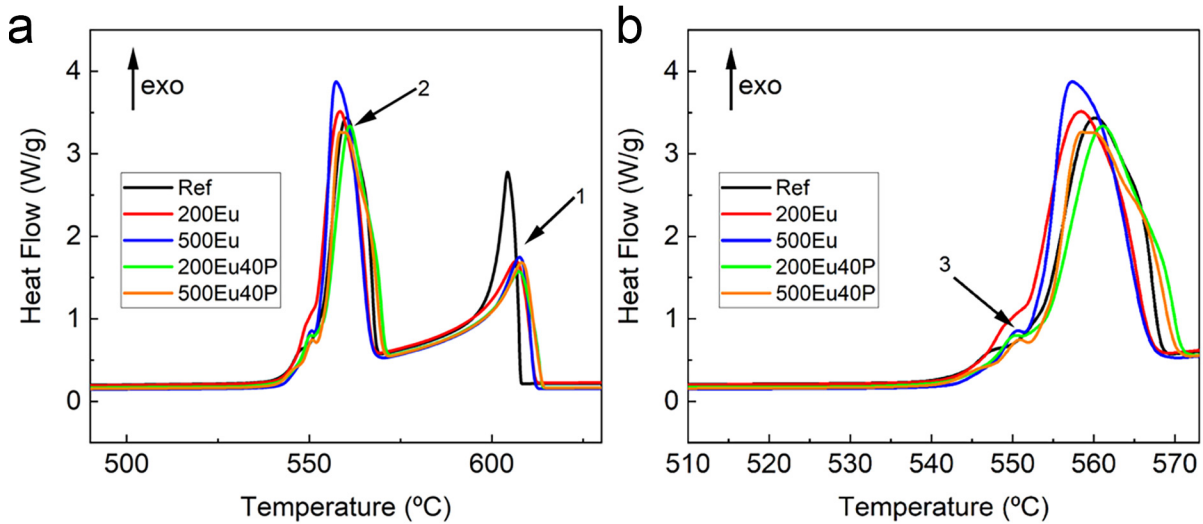 a
exo
2
1
Ref
200Eu
500Eu
200Eu40P
500Eu40P
Heat Flow (W/g)
4
3
2
1
0
500
550
600
Temperature (ºC)
b
exo
3
Ref
200Eu
500Eu
200Eu40P
500Eu40P
Heat Flow (W/g)
4
3
2
1
0
510
520
530
540
550
560
570
Temperature (ºC)